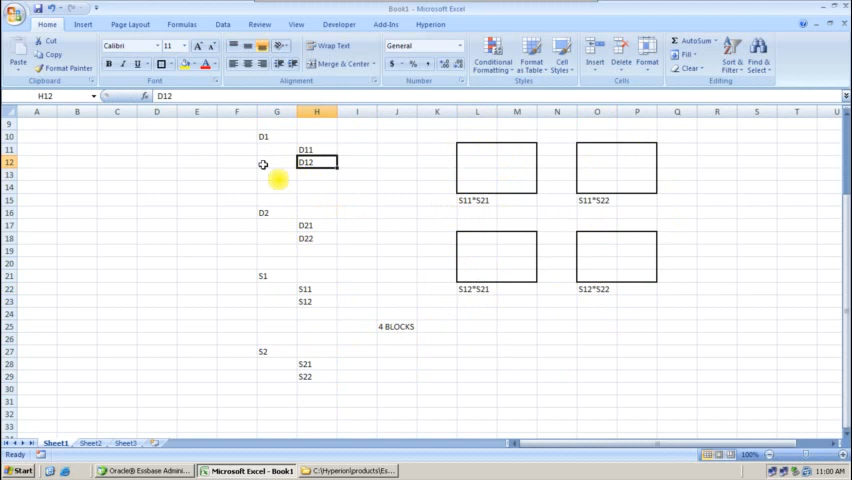 Book1 - Microsoft Excel
Home Insert Page Layout Formulas Data Review View Developer Add-Ins Hyperion
Cut
Copy
Format Painter
Paste
Calibri 11
B I U
Wrap Text
Merge & Center
General
$ % ,
Conditional Formatting
Format as Table
Cell Styles
Insert Delete Format
AutoSum
Fill
Clear
Sort & Filter
Find & Select
Clipboard Font Alignment Number Styles Cells Editing
H12 fx D12
A B C D E F G H I J K L M N O P Q R S T U
9
10 D1
11 D11
12 D12
13
14
15 S11*S21 S11*S22
16 D2
17 D21
18 D22
19
20
21 S1
22 S11 S12*S21 S12*S22
23 S12
24
25 4 BLOCKS
26
27 S2
28 S21
29 S22
30
31
32
33
Sheet1 Sheet2 Sheet3
Ready 100%
Start Oracle® Essbase Admini... Microsoft Excel - Book1 C:\Hyperion\products\Es... 11:00 AM